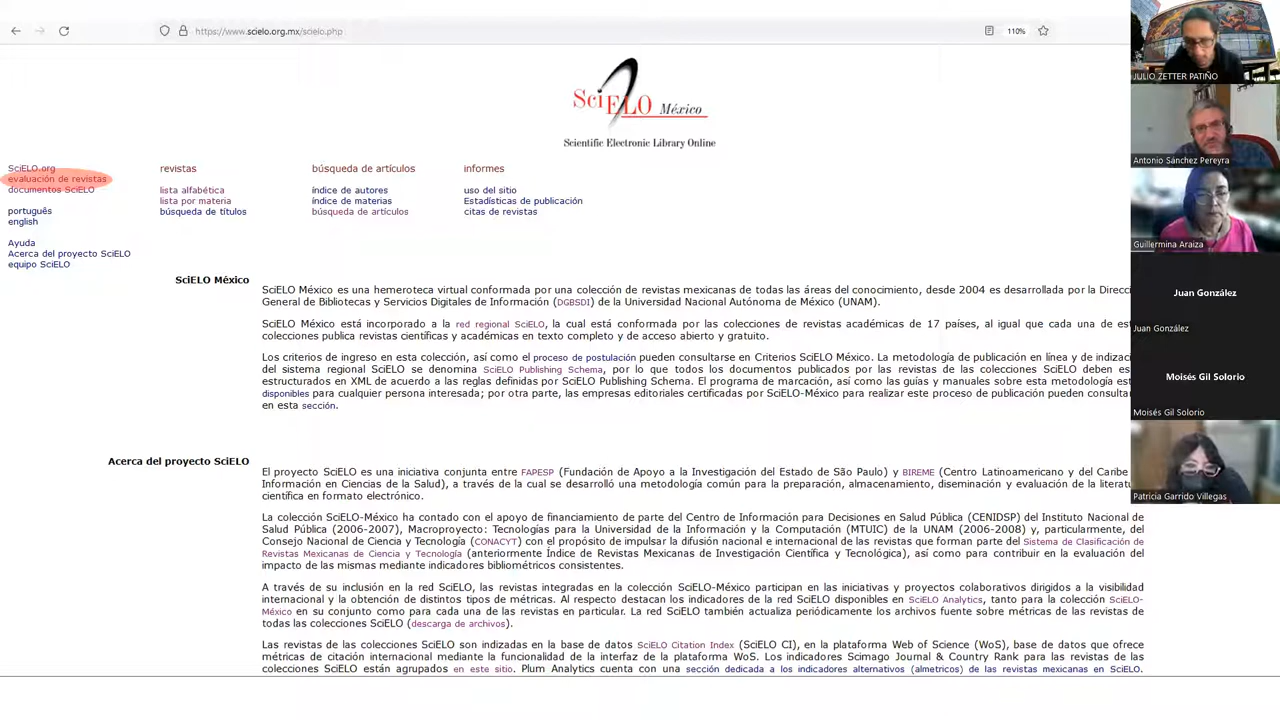 https://www.scielo.org.mx/scielo.php
110%
SciELO México
Scientific Electronic Library Online
SciELO.org
evaluación de revistas
documentos SciELO
português
english
Ayuda
Acerca del proyecto SciELO
equipo SciELO
revistas
lista alfabética
lista por materia
búsqueda de títulos
búsqueda de artículos
índice de autores
índice de materias
búsqueda de artículos
informes
uso del sitio
Estadísticas de publicación
citas de revistas
SciELO México
SciELO México es una hemeroteca virtual conformada por una colección de revistas mexicanas de todas las áreas del conocimiento, desde 2004 es desarrollada por la Direcci
General de Bibliotecas y Servicios Digitales de Información (DGBSDI) de la Universidad Nacional Autónoma de México (UNAM).
SciELO México está incorporado a la red regional SciELO, la cual está conformada por las colecciones de revistas académicas de 17 países, al igual que cada una de est
colecciones publica revistas científicas y académicas en texto completo y de acceso abierto y gratuito.
Los criterios de ingreso en esta colección, así como el proceso de postulación pueden consultarse en Criterios SciELO México. La metodología de publicación en línea y de indizaci
del sistema regional SciELO se denomina SciELO Publishing Schema, por lo que todos los documentos publicados por las revistas de las colecciones SciELO deben es
estructurados en XML de acuerdo a las reglas definidas por SciELO Publishing Schema. El programa de marcación, así como las guías y manuales sobre esta metodología est
disponibles para cualquier persona interesada; por otra parte, las empresas editoriales certificadas por SciELO-México para realizar este proceso de publicación pueden consultar
en esta sección.
Acerca del proyecto SciELO
El proyecto SciELO es una iniciativa conjunta entre FAPESP (Fundación de Apoyo a la Investigación del Estado de São Paulo) y BIREME (Centro Latinoamericano y del Caribe
Información en Ciencias de la Salud), a través de la cual se desarrolló una metodología común para la preparación, almacenamiento, diseminación y evaluación de la literatu
científica en formato electrónico.
La colección SciELO-México ha contado con el apoyo de financiamiento de parte del Centro de Información para Decisiones en Salud Pública (CENIDSP) del Instituto Nacional de
Salud Pública (2006-2007), Macroproyecto: Tecnologías para la Universidad de la Información y la Computación (MTUIC) de la UNAM (2006-2008) y, particularmente, del
Consejo Nacional de Ciencia y Tecnología (CONACYT) con el propósito de impulsar la difusión nacional e internacional de las revistas que forman parte del Sistema de Clasificación de
Revistas Mexicanas de Ciencia y Tecnología (anteriormente Índice de Revistas Mexicanas de Investigación Científica y Tecnológica), así como para contribuir en la evaluación del
impacto de las mismas mediante indicadores bibliométricos consistentes.
A través de su inclusión en la red SciELO, las revistas integradas en la colección SciELO-México participan en las iniciativas y proyectos colaborativos dirigidos a la visibilidad
internacional y la obtención de distintos tipos de métricas. Al respecto destacan los indicadores de la red SciELO disponibles en SciELO Analytics, tanto para la colección SciELO-
México en su conjunto como para cada una de las revistas en particular. La red SciELO también actualiza periódicamente los archivos fuente sobre métricas de las revistas de
todas las colecciones SciELO (descarga de archivos).
Las revistas de las colecciones SciELO son indizadas en la base de datos SciELO Citation Index (SciELO CI), en la plataforma Web of Science (WoS), base de datos que ofrece
métricas de citación internacional mediante la funcionalidad de la interfaz de la plataforma WoS. Los indicadores Scimago Journal & Country Rank para las revistas de las
colecciones SciELO están agrupados en este sitio. Plum Analytics cuenta con una sección dedicada a los indicadores alternativos (almetricos) de las revistas mexicanas en SciELO.
JULIO ZETTER PATIÑO
Antonio Sánchez Pereyra
Guillermina Araiza
Juan González
Juan González
Moisés Gil Solorio
Moisés Gil Solorio
Patricia Garrido Villegas